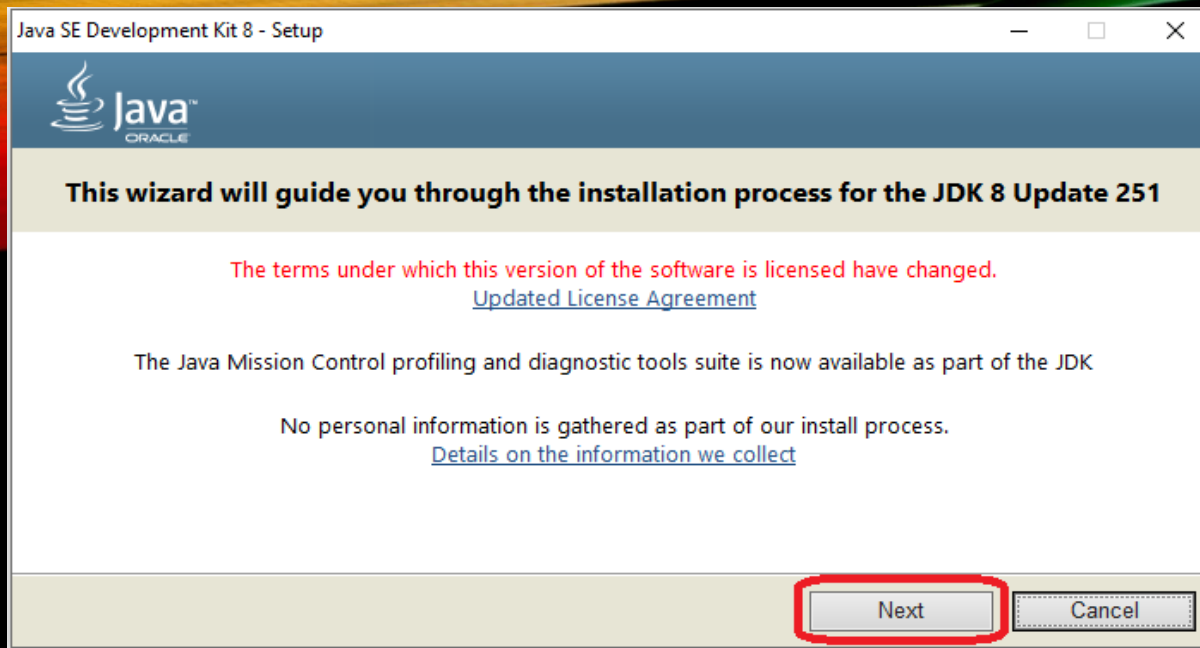 Java SE Development Kit 8 - Setup
Java™
ORACLE
This wizard will guide you through the installation process for the JDK 8 Update 251
The terms under which this version of the software is licensed have changed.
Updated License Agreement
The Java Mission Control profiling and diagnostic tools suite is now available as part of the JDK
No personal information is gathered as part of our install process.
Details on the information we collect
Next Cancel